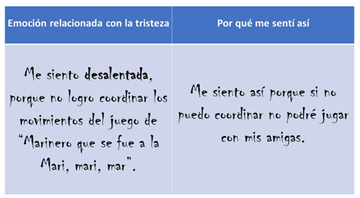 Emoción relacionada con la tristeza
Por qué me sentí así
Me siento desalentada,
porque no logro coordinar los
movimientos del juego de
“Marinero que se fue a la
Mari, mari, mar”.
Me siento así porque si no
puedo coordinar no podré jugar
con mis amigas.